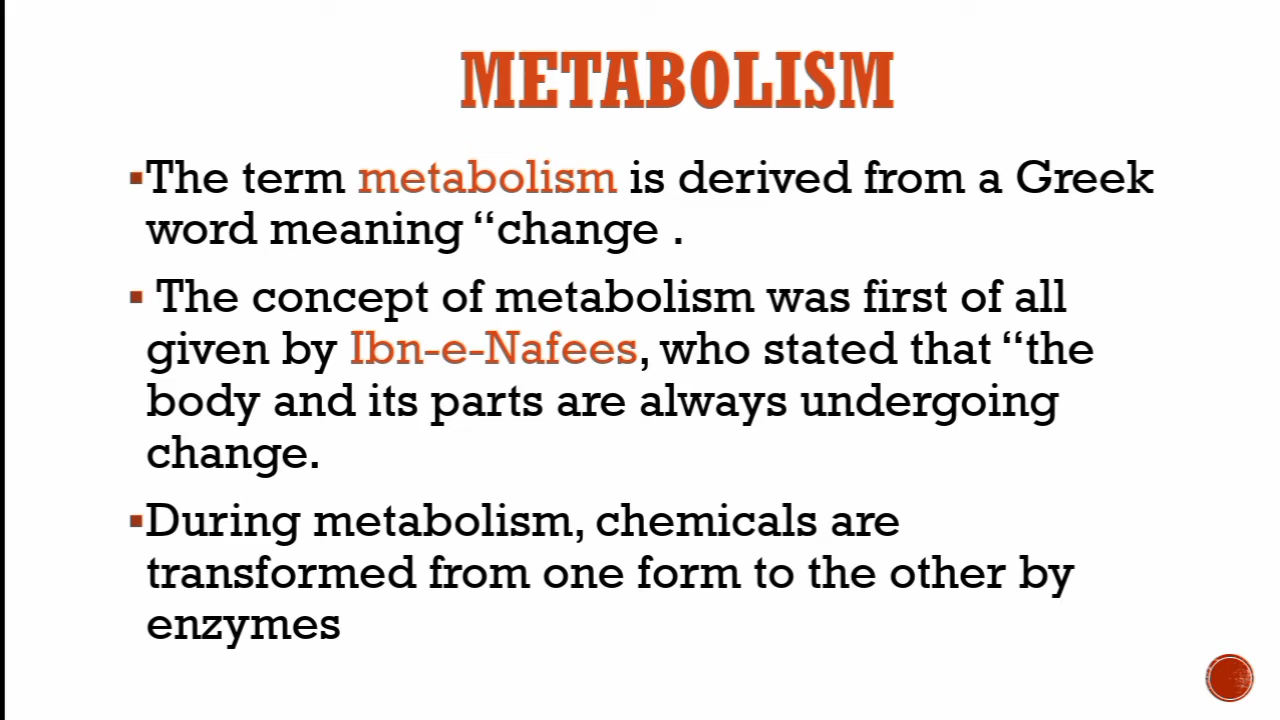 METABOLISM
▪The term metabolism is derived from a Greek
word meaning “change .
▪ The concept of metabolism was first of all
given by Ibn-e-Nafees, who stated that “the
body and its parts are always undergoing
change.
▪During metabolism, chemicals are
transformed from one form to the other by
enzymes